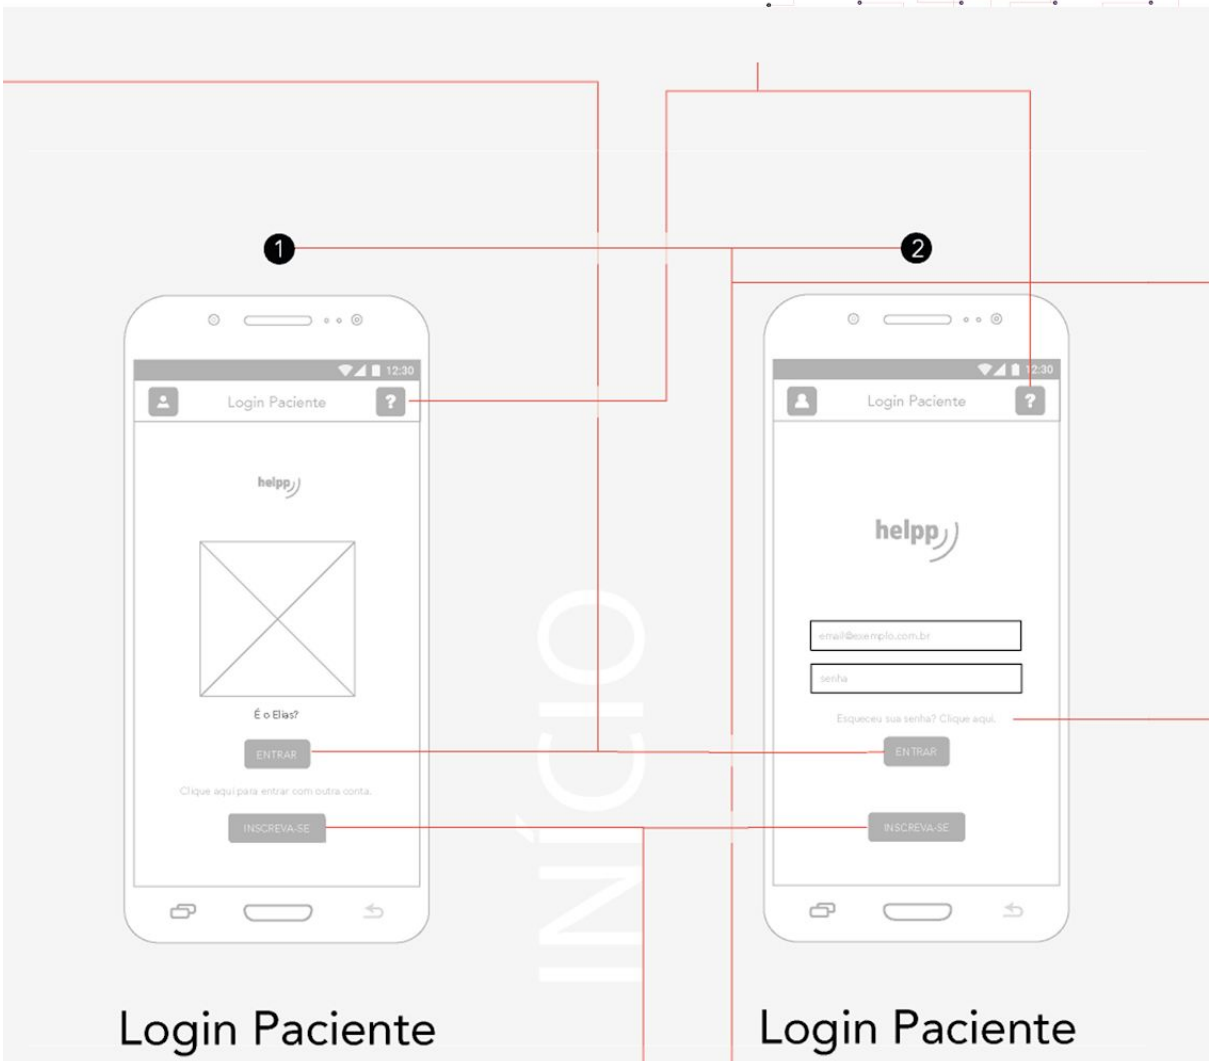 1
2
12:30
Login Paciente
?
helpp
É o Elias?
ENTRAR
Clique aqui para entrar com outra conta.
INSCREVA-SE
Login Paciente
INÍCIO
12:30
Login Paciente
?
helpp
email@exemplo.com.br
senha
Esqueceu sua senha? Clique aqui.
ENTRAR
INSCREVA-SE
Login Paciente